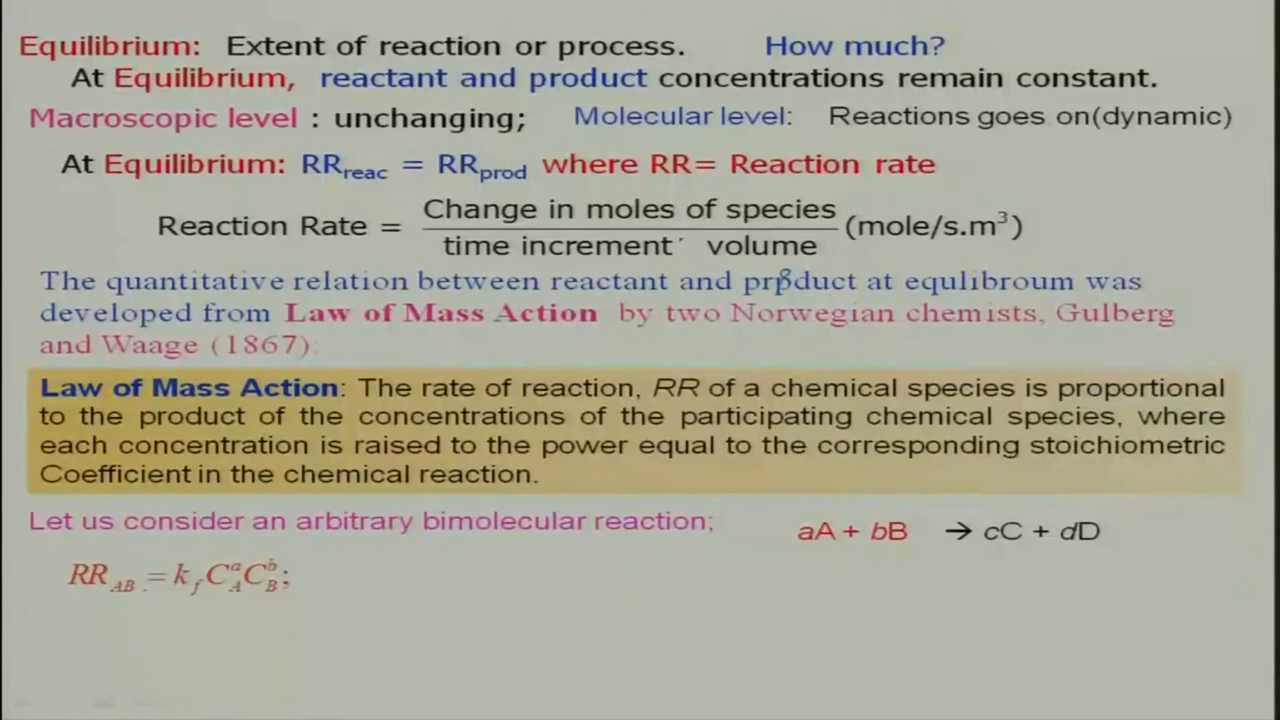 Equilibrium: Extent of reaction or process. How much?
At Equilibrium, reactant and product concentrations remain constant.
Macroscopic level : unchanging; Molecular level: Reactions goes on(dynamic)
At Equilibrium: RR_reac = RR_prod where RR= Reaction rate
Reaction Rate = Change in moles of species / time increment´ volume (mole/s.m³)
The quantitative relation between reactant and product at equlibroum was
developed from Law of Mass Action by two Norwegian chemists, Gulberg
and Waage (1867):
Law of Mass Action: The rate of reaction, RR of a chemical species is proportional
to the product of the concentrations of the participating chemical species, where
each concentration is raised to the power equal to the corresponding stoichiometric
Coefficient in the chemical reaction.
Let us consider an arbitrary bimolecular reaction; aA + bB → cC + dD
RR_AB = k_f C_A^a C_B^b;